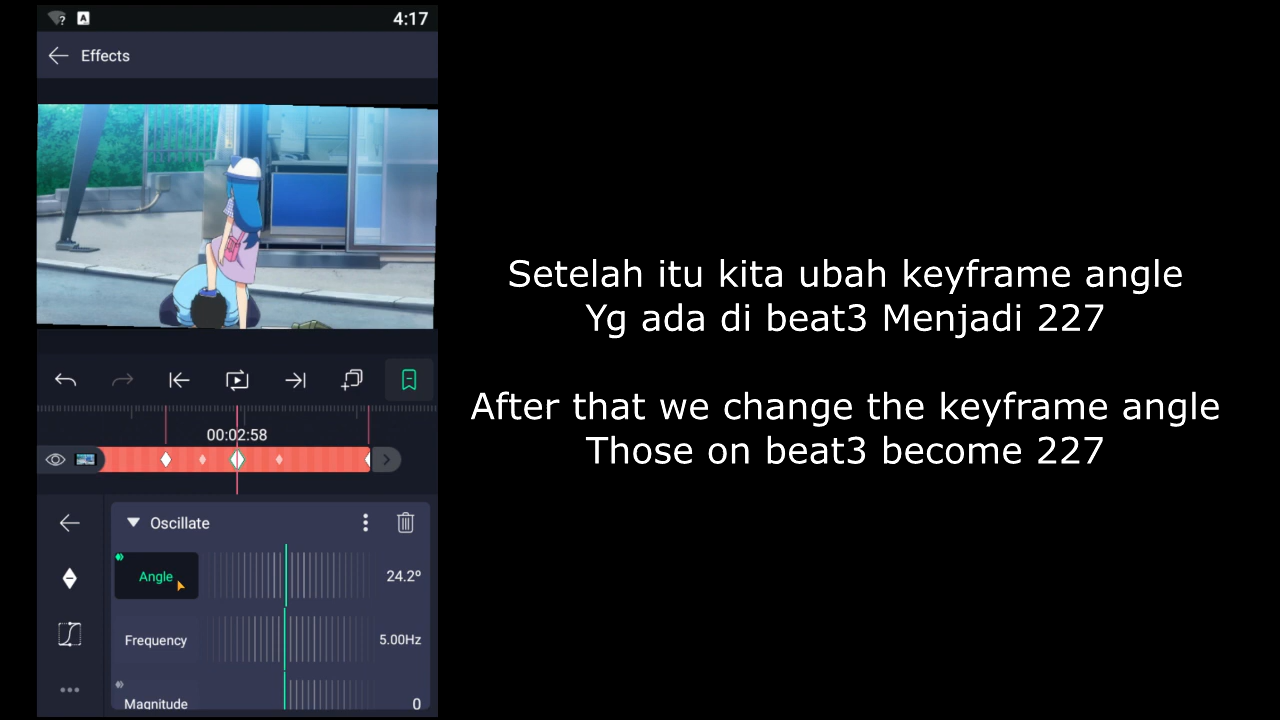 4:17
Effects
00:02:58
Oscillate
Angle
24.2º
Frequency
5.00Hz
Magnitude
0
Setelah itu kita ubah keyframe angle
Yg ada di beat3 Menjadi 227
After that we change the keyframe angle
Those on beat3 become 227